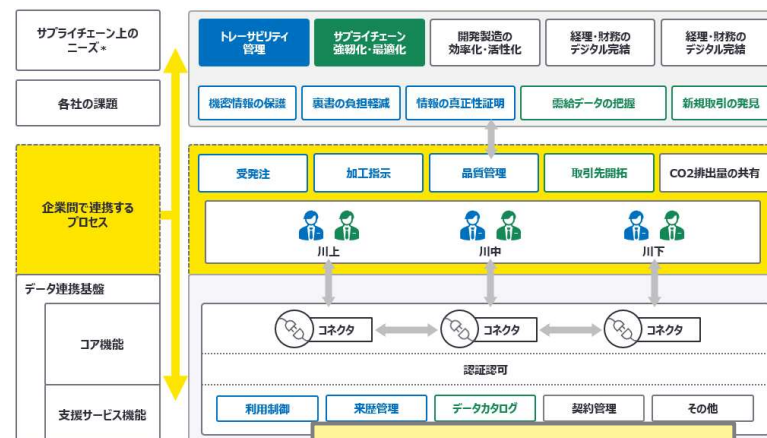 サプライチェーン上の
ニーズ*
トレーサビリティ
管理
サプライチェーン
強靭化・最適化
開発製造の
効率化・活性化
経理・財務の
デジタル完結
経理・財務の
デジタル完結
各社の課題
機密情報の保護
裏書の負担軽減
情報の真正性証明
需給データの把握
新規取引の発見
企業間で連携する
プロセス
受発注
加工指示
品質管理
取引先開拓
CO2排出量の共有
川上
川中
川下
データ連携基盤
コア機能
コネクタ
コネクタ
コネクタ
認証認可
支援サービス機能
利用制御
来歴管理
データカタログ
契約管理
その他